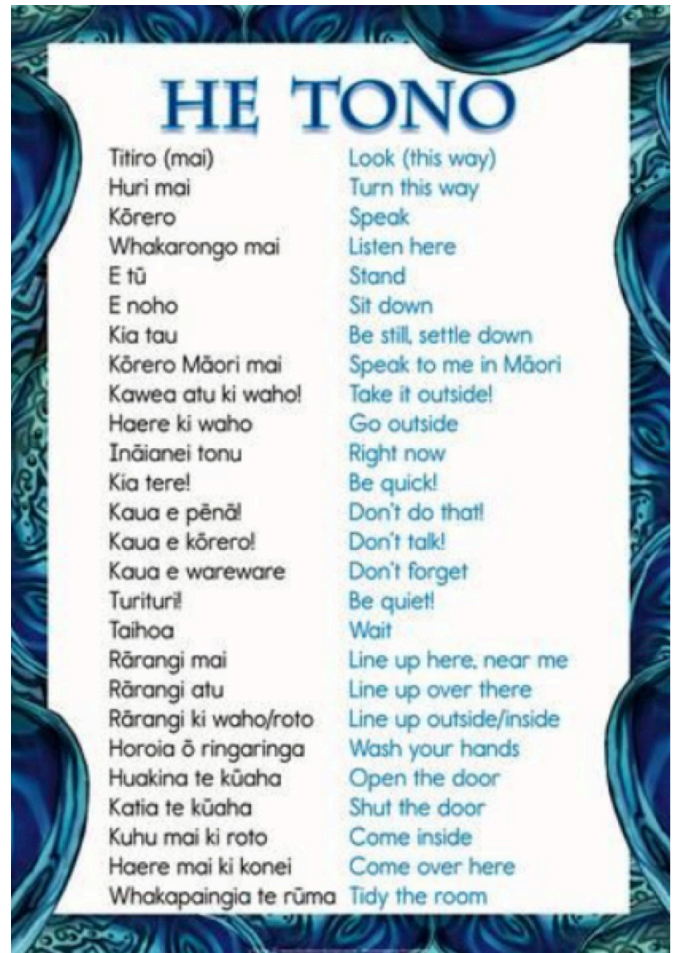 HE TONO
Titiro (mai) Look (this way)
Huri mai Turn this way
Kōrero Speak
Whakarongo mai Listen here
E tū Stand
E noho Sit down
Kia tau Be still, settle down
Kōrero Māori mai Speak to me in Māori
Kawea atu ki waho! Take it outside!
Haere ki waho Go outside
Ināianei tonu Right now
Kia tere! Be quick!
Kaua e pēnā! Don't do that!
Kaua e kōrero! Don't talk!
Kaua e wareware Don't forget
Turituri! Be quiet!
Taihoa Wait
Rārangi mai Line up here, near me
Rārangi atu Line up over there
Rārangi ki waho/roto Line up outside/inside
Horoia ō ringaringa Wash your hands
Huakina te kūaha Open the door
Katia te kūaha Shut the door
Kuhu mai ki roto Come inside
Haere mai ki konei Come over here
Whakapaingia te rūma Tidy the room